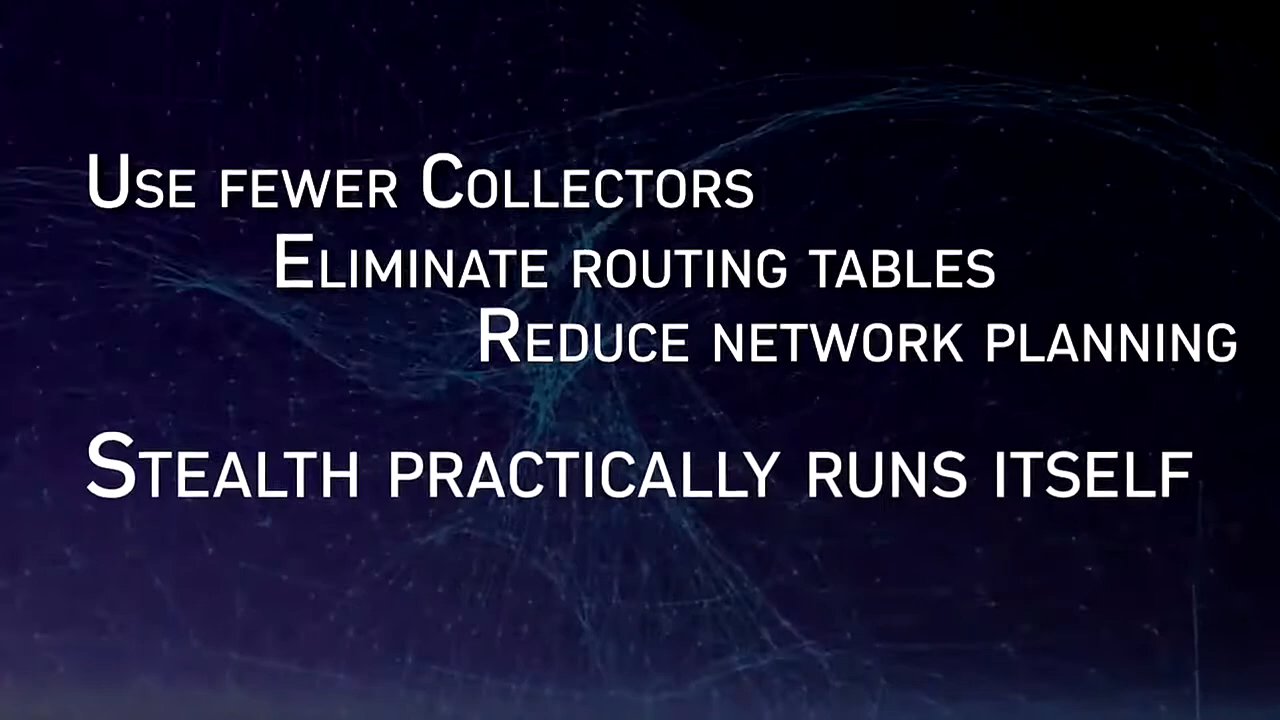 Use fewer Collectors
Eliminate routing tables
Reduce network planning
Stealth practically runs itself